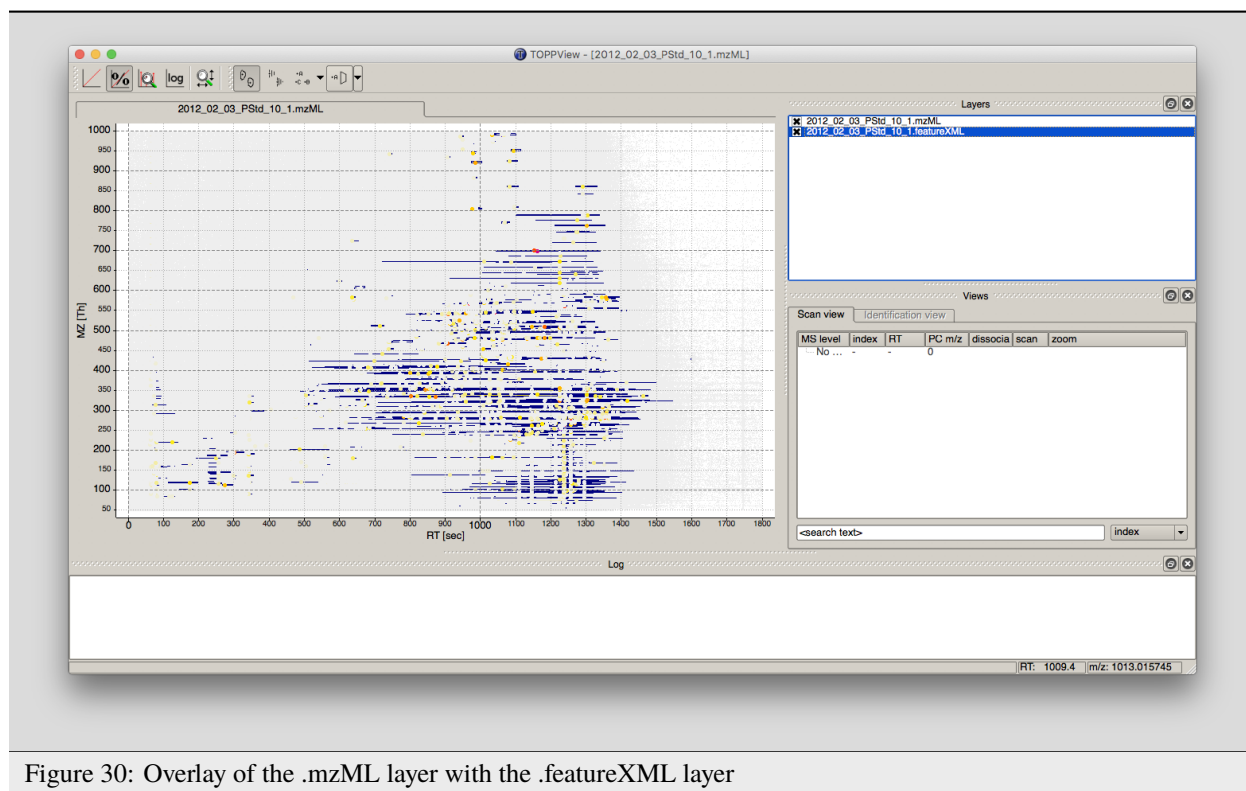 TOPPView - [2012_02_03_PStd_10_1.mzML]
% log
2012_02_03_PStd_10_1.mzML
1000
950
900
850
800
750
700
650
600
550
500
450
400
350
300
250
200
150
100
50
MZ [Th]
0 100 200 300 400 500 600 700 800 900 1000 1100 1200 1300 1400 1500 1600 1700 1800
RT [sec]
Layers
2012_02_03_PStd_10_1.mzML
2012_02_03_PStd_10_1.featureXML
Views
Scan view Identification view
MS level index RT PC m/z dissocia scan zoom
No ... - - 0
<search text> index
Log
RT: 1009.4 m/z: 1013.015745
Figure 30: Overlay of the .mzML layer with the .featureXML layer